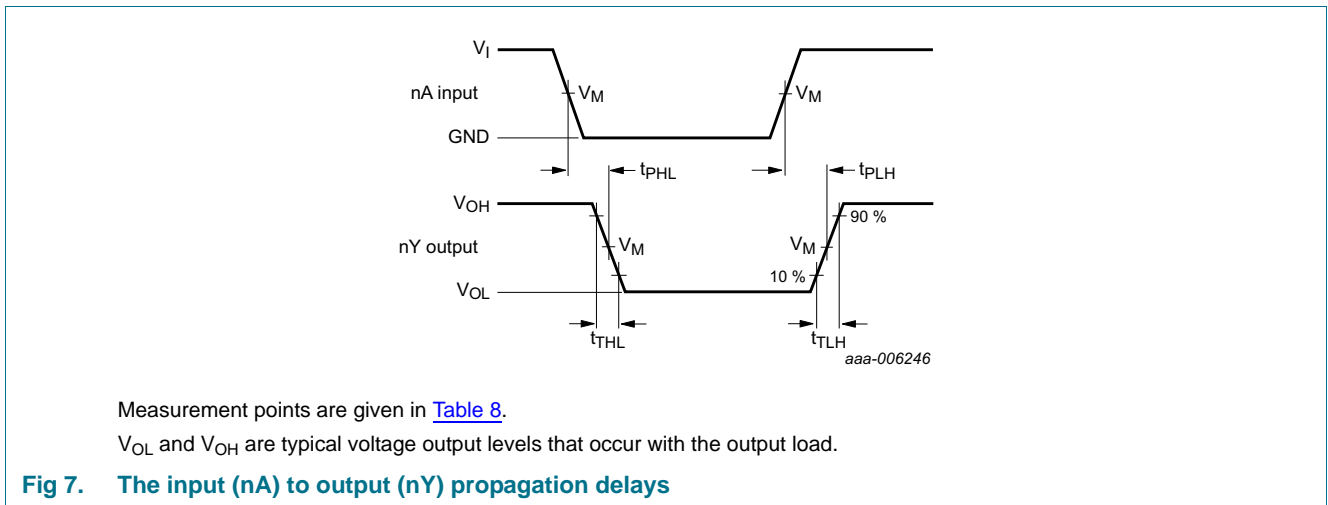 V_I
nA input
V_M
V_M
GND
t_PHL
t_PLH
V_OH
90 %
nY output
V_M
V_M
10 %
V_OL
t_THL
t_TLH
aaa-006246
Measurement points are given in Table 8.
V_OL and V_OH are typical voltage output levels that occur with the output load.
Fig 7. The input (nA) to output (nY) propagation delays